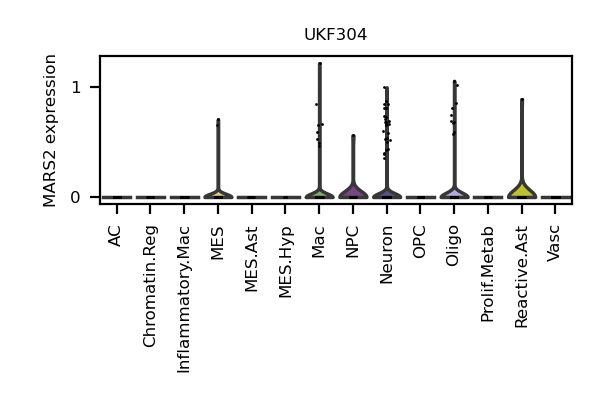 UKF304
MARS2 expression
1
0
AC
Chromatin.Reg
Inflammatory.Mac
MES
MES.Ast
MES.Hyp
Mac
NPC
Neuron
OPC
Oligo
Prolif.Metab
Reactive.Ast
Vasc